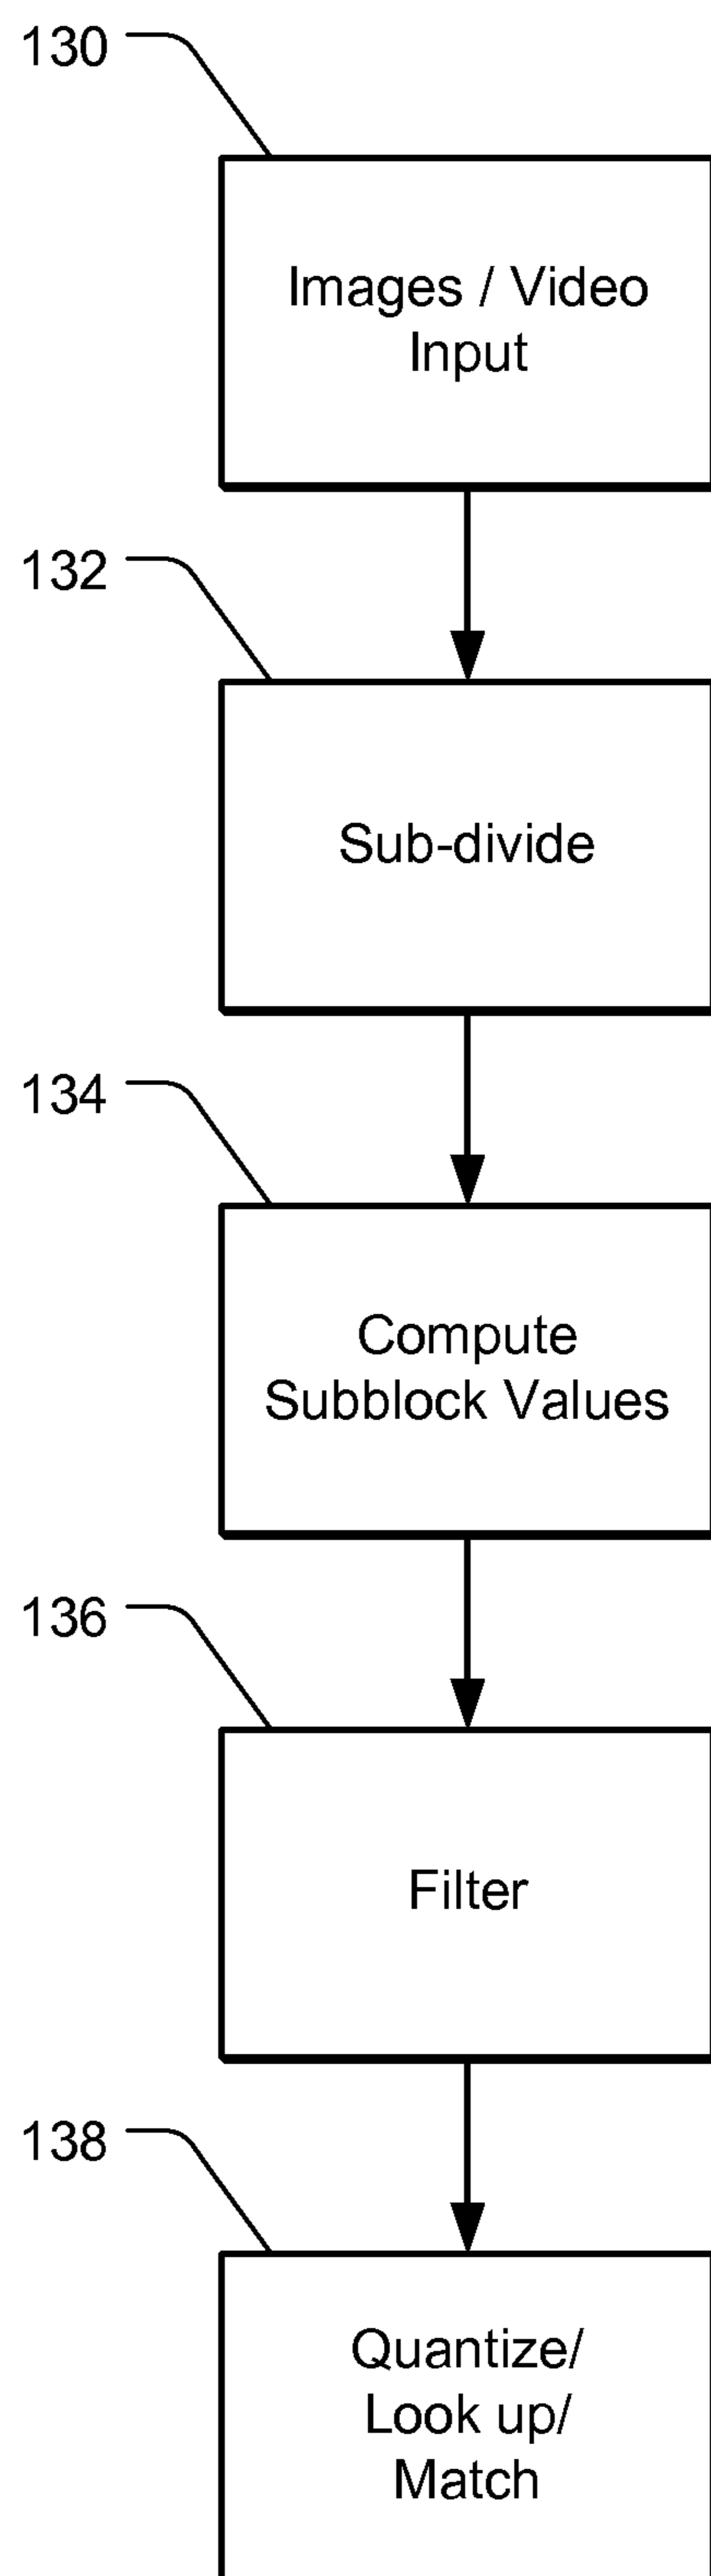 130
Images / Video
Input
132
Sub-divide
134
Compute
Subblock Values
136
Filter
138
Quantize/
Look up/
Match